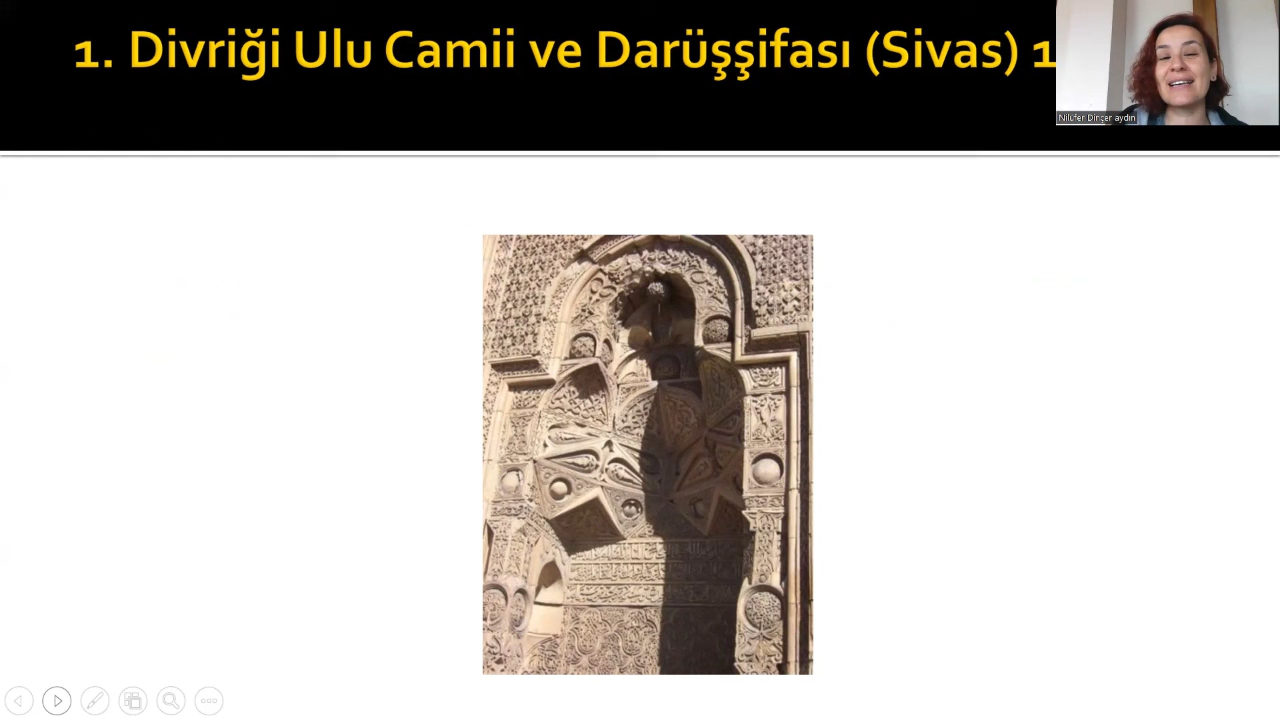 1. Divriği Ulu Camii ve Darüşşifası (Sivas) 1
Nilüfer Dinçer aydın